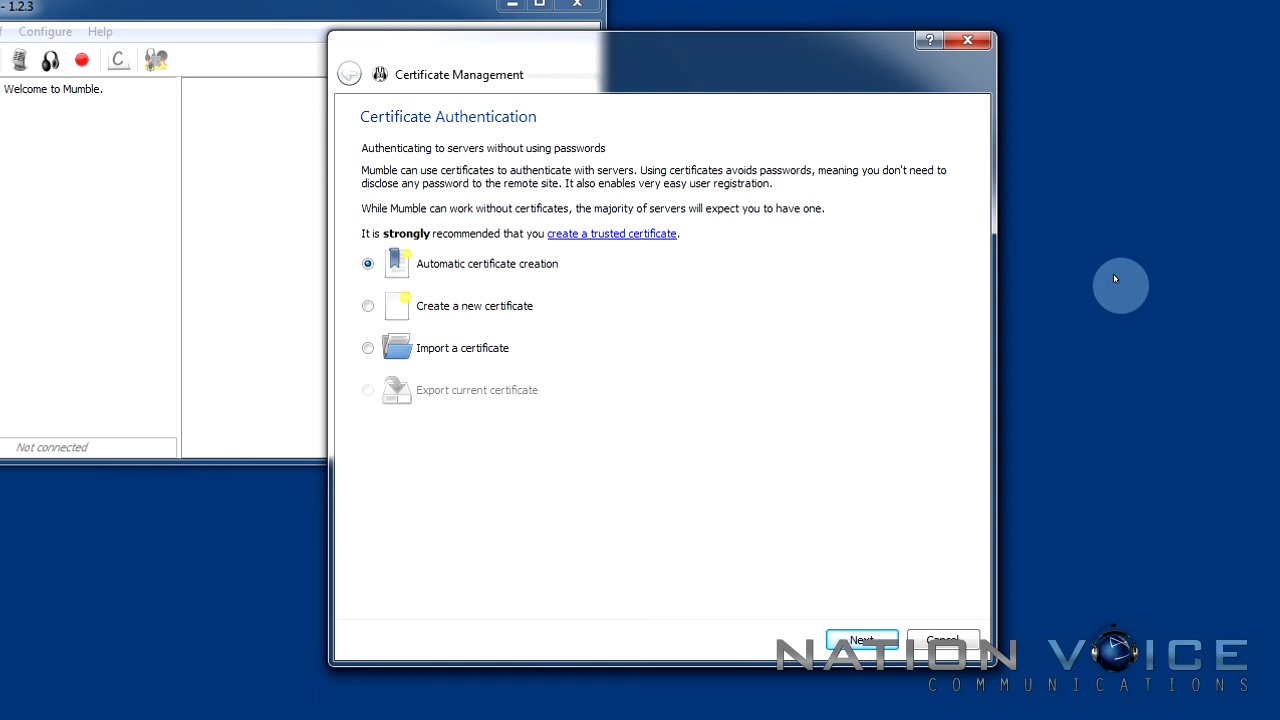 - 1.2.3
Configure Help
C
Welcome to Mumble.
Not connected
?
Certificate Management
Certificate Authentication
Authenticating to servers without using passwords
Mumble can use certificates to authenticate with servers. Using certificates avoids passwords, meaning you don't need to
disclose any password to the remote site. It also enables very easy user registration.
While Mumble can work without certificates, the majority of servers will expect you to have one.
It is strongly recommended that you create a trusted certificate.
Automatic certificate creation
Create a new certificate
Import a certificate
Export current certificate
Next Cancel
NATION VOICE
COMMUNICATIONS